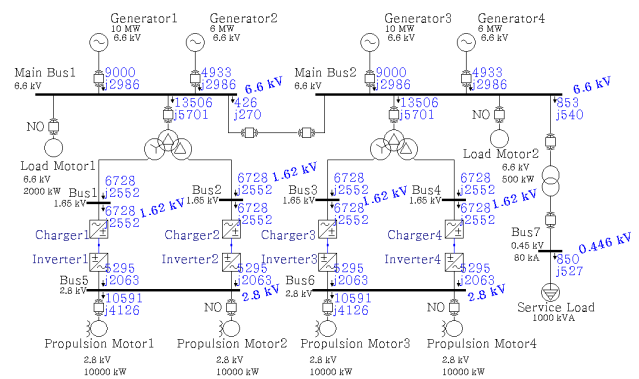 Generator1
10 MW
6.6 kV
Generator2
6 MW
6.6 kV
Generator3
10 MW
6.6 kV
Generator4
6 MW
6.6 kV
Main Bus1
6.6 kV
9000
j2986
4933
j2986
6.6 kV
Main Bus2
6.6 kV
9000
j2986
4933
j2986
6.6 kV
13506
j5701
426
j270
13506
j5701
853
j540
NO
NO
Load Motor1
6.6 kV
2000 kW
Load Motor2
6.6 kV
500 kW
Bus1
1.65 kV
6728
j2552
1.62 kV
6728
j2552
Bus2
1.65 kV
6728
j2552
1.62 kV
6728
j2552
Bus3
1.65 kV
6728
j2552
1.62 kV
6728
j2552
Bus4
1.65 kV
6728
j2552
1.62 kV
6728
j2552
Charger1
Charger2
Charger3
Charger4
Bus7
0.45 kV
80 kA
0.446 kV
850
j527
Inverter1
Inverter2
Inverter3
Inverter4
5295
j2063
5295
j2063
5295
j2063
5295
j2063
Bus5
2.8 kV
2.8 kV
Bus6
2.8 kV
2.8 kV
10591
j4126
NO
10591
j4126
NO
Service Load
1000 kVA
Propulsion Motor1
2.8 kV
10000 kW
Propulsion Motor2
2.8 kV
10000 kW
Propulsion Motor3
2.8 kV
10000 kW
Propulsion Motor4
2.8 kV
10000 kW